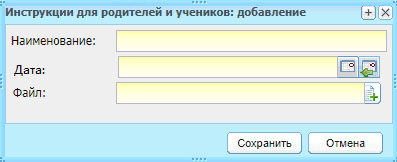 Инструкции для родителей и учеников: добавление
Наименование:
Дата:
Файл:
Сохранить Отмена